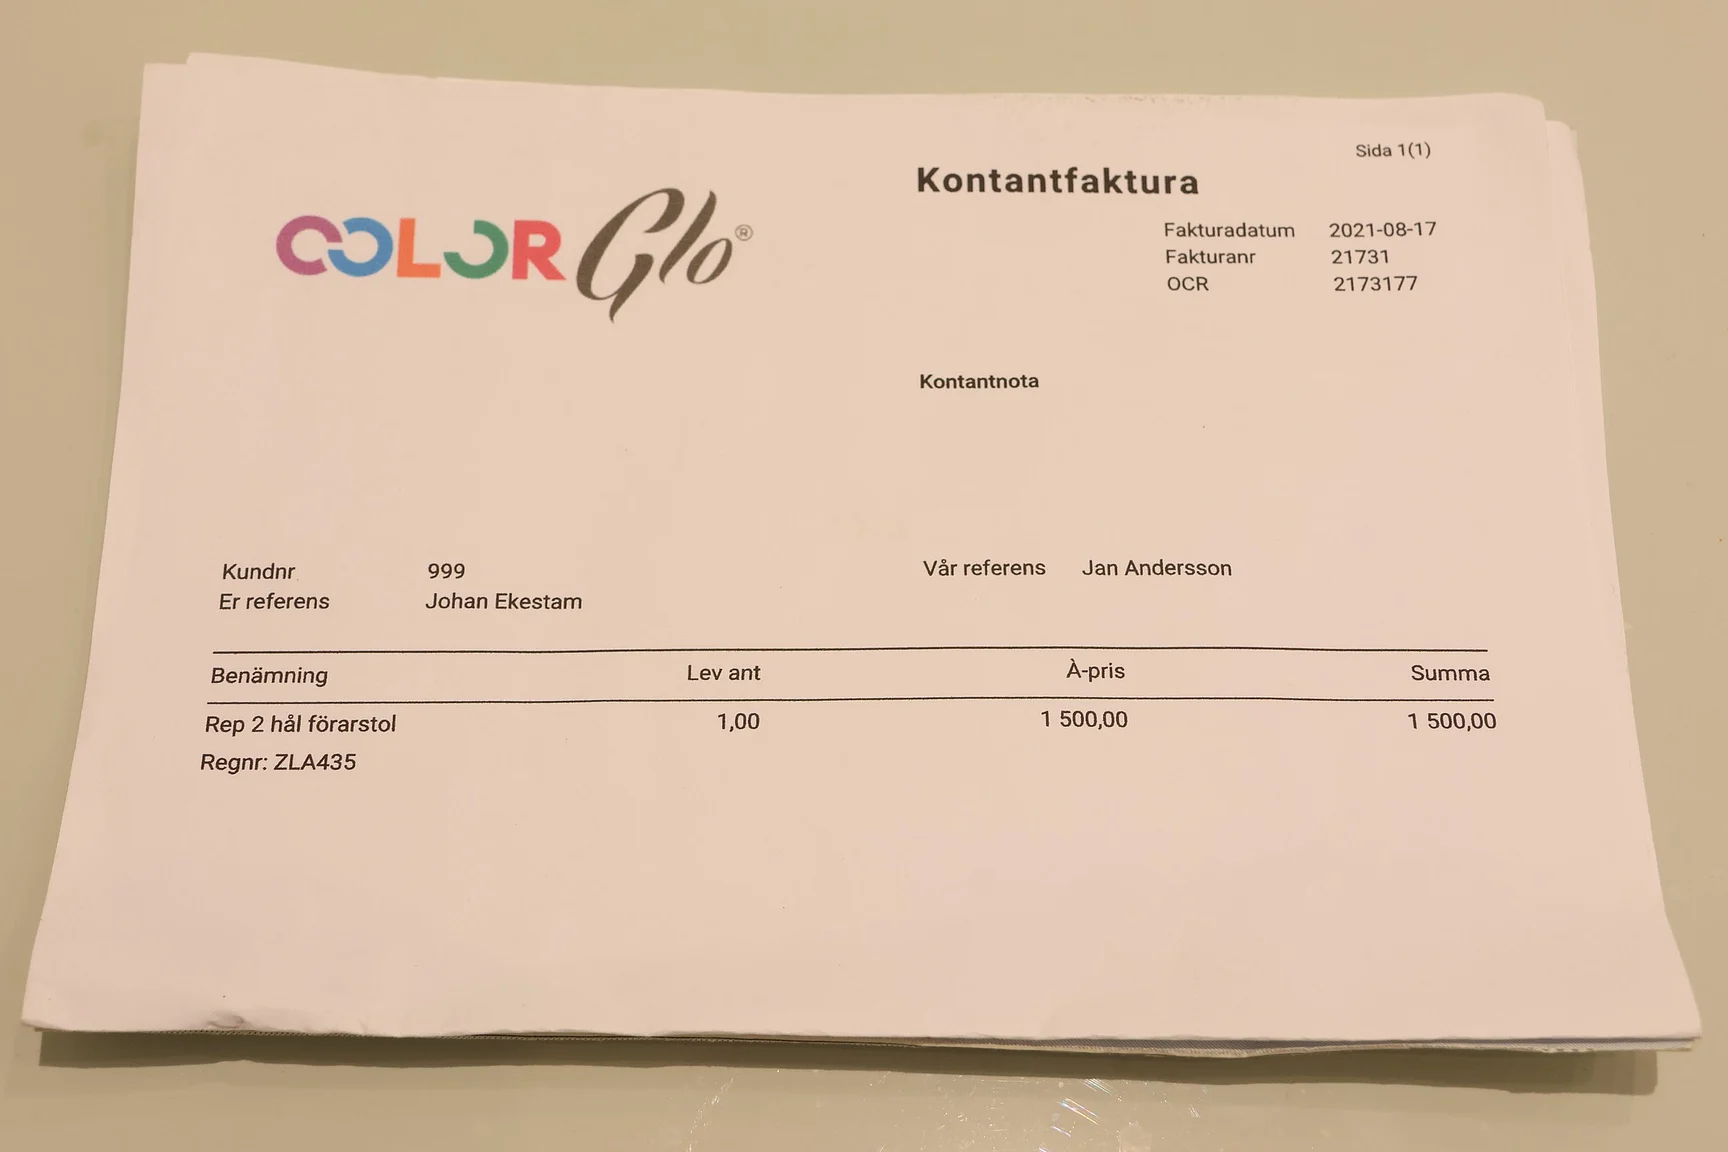 Sida 1(1)
Kontantfaktura
COLOR Glo®
Fakturadatum 2021-08-17
Fakturanr 21731
OCR 2173177
Kontantnota
Kundnr 999 Vår referens Jan Andersson
Er referens Johan Ekestam
Benämning Lev ant À-pris Summa
Rep 2 hål förarstol 1,00 1 500,00 1 500,00
Regnr: ZLA435